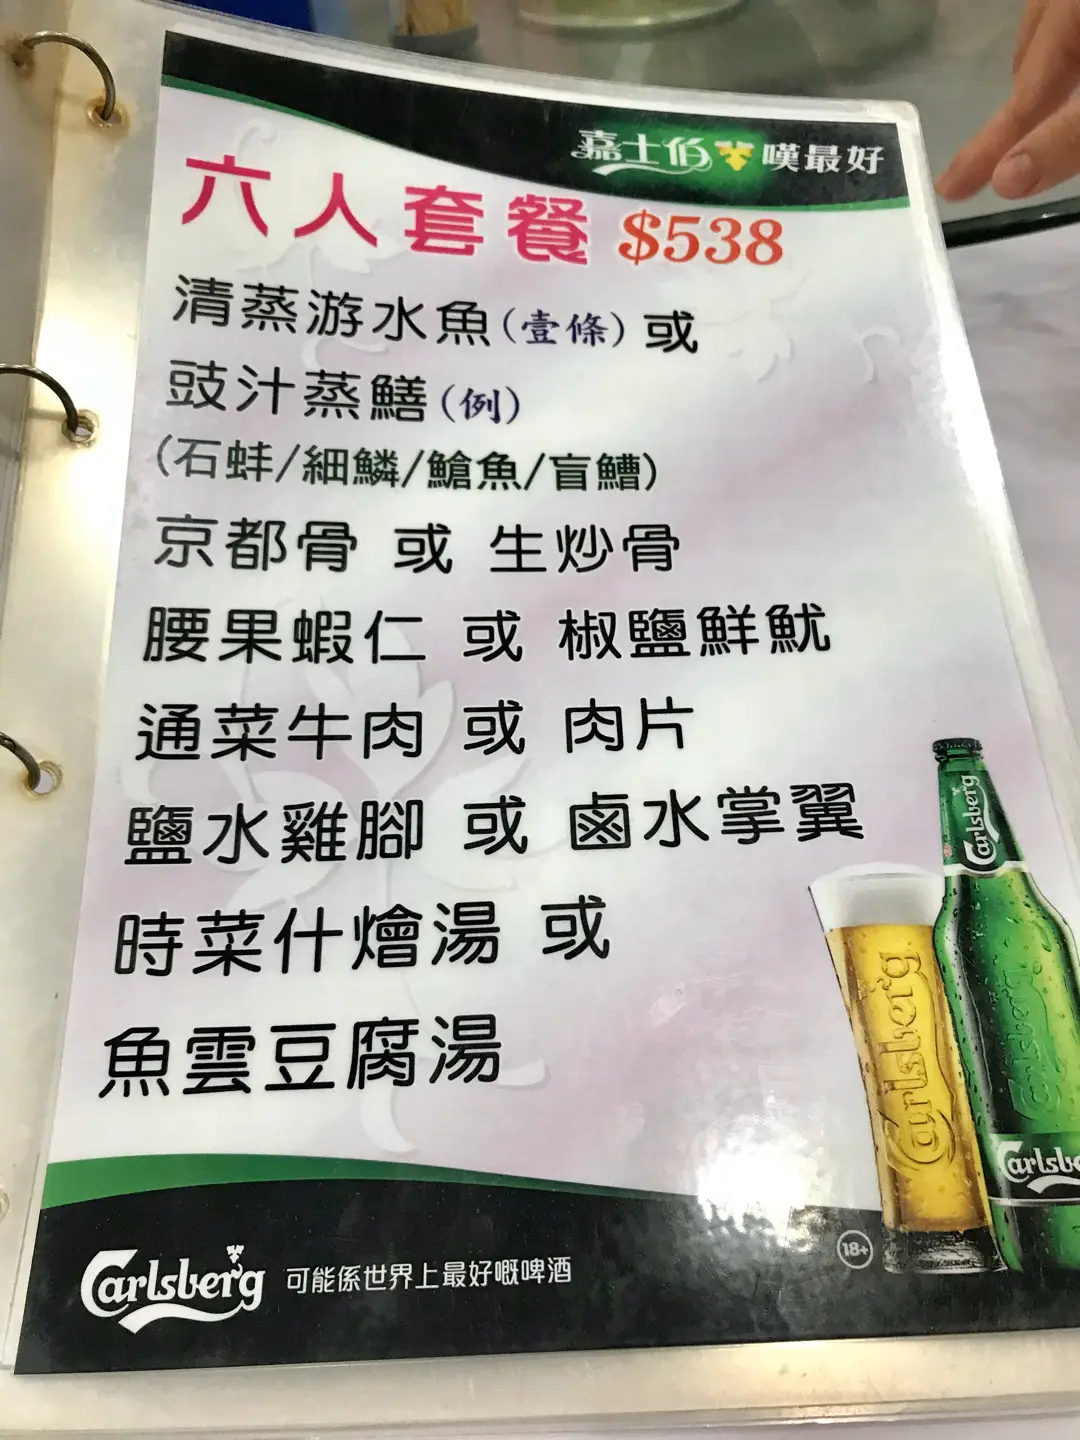 嘉士伯 嘆最好
六人套餐 $538
清蒸游水魚(壹條) 或
豉汁蒸鱔(例)
(石蚌/細鱗/鮯魚/盲鰽)
京都骨 或 生炒骨
腰果蝦仁 或 椒鹽鮮魷
通菜牛肉 或 肉片
鹽水雞腳 或 鹵水掌翼
時菜什燴湯 或
魚雲豆腐湯
Carlsberg
Carlsberg
Carlsberg
Carlsbe
18+
Carlsberg 可能係世界上最好嘅啤酒